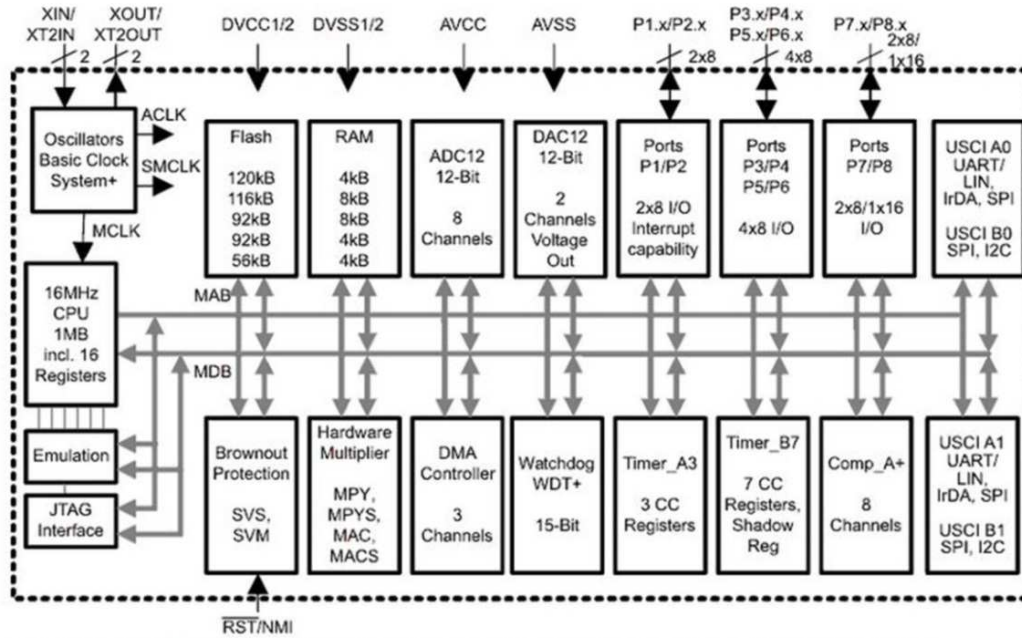 XIN/
XT2IN
2
XOUT/
XT2OUT
2
DVCC1/2
DVSS1/2
AVCC
AVSS
P1.x/P2.x
2x8
P3.x/P4.x
P5.x/P6.x
4x8
P7.x/P8.x
2x8/
1x16
Oscillators
Basic Clock
System+
ACLK
SMCLK
MCLK
Flash
120kB
116kB
92kB
92kB
56kB
RAM
4kB
8kB
8kB
4kB
4kB
ADC12
12-Bit
8
Channels
DAC12
12-Bit
2
Channels
Voltage
Out
Ports
P1/P2
2x8 I/O
Interrupt
capability
Ports
P3/P4
P5/P6
4x8 I/O
Ports
P7/P8
2x8/1x16
I/O
USCI A0
UART/
LIN,
IrDA, SPI
USCI B0
SPI, I2C
16MHz
CPU
1MB
incl. 16
Registers
MAB
MDB
Emulation
JTAG
Interface
Brownout
Protection
SVS,
SVM
Hardware
Multiplier
MPY,
MPYS,
MAC,
MACS
DMA
Controller
3
Channels
Watchdog
WDT+
15-Bit
Timer_A3
3 CC
Registers
Timer_B7
7 CC
Registers,
Shadow
Reg
Comp_A+
8
Channels
USCI A1
UART/
LIN,
IrDA, SPI
USCI B1
SPI, I2C
RST/NMI